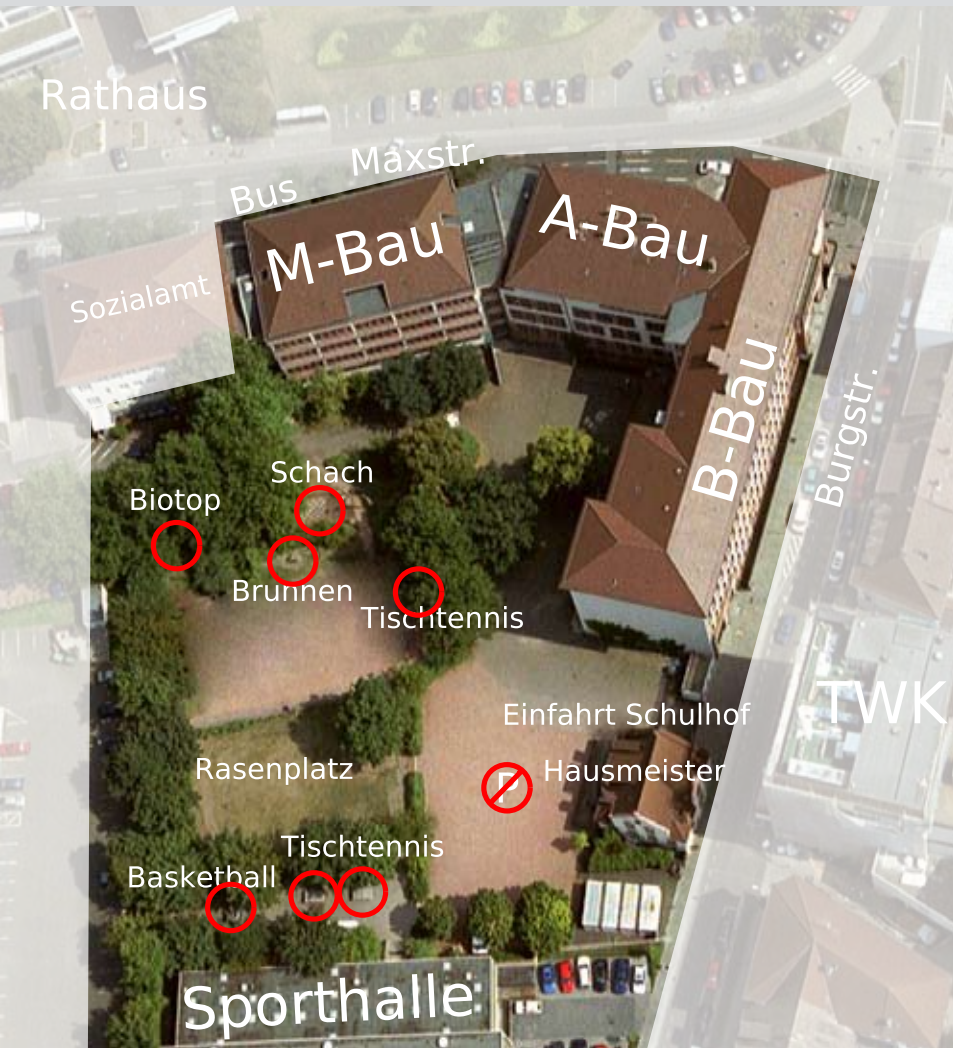 Rathaus
Maxstr.
Bus
M-Bau
A-Bau
Sozialamt
B-Bau
Burgstr.
Schach
Biotop
Brunnen
Tischtennis
TWK
Einfahrt Schulhof
Rasenplatz
Hausmeister
P
Tischtennis
Basketball
Sporthalle